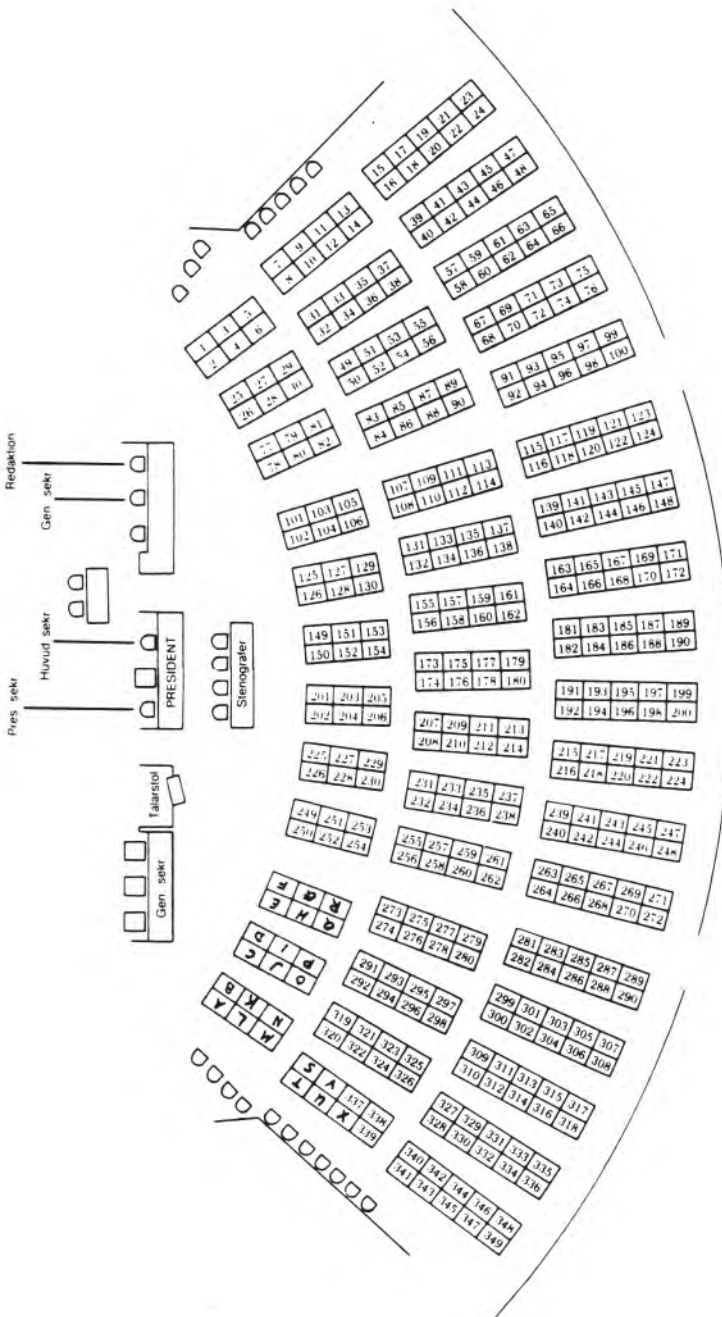 Redaktion
Gen sekr
Huvud sekr
Pres sekr
PRESIDENT
Stenografer
Talarstol
Gen. sekr
1 3 5
2 4 6
7 9 11 13
8 10 12 14
15 17 19 21 23
16 18 20 22 24
25 27 29
26 28 30
31 33 35 37
32 34 36 38
39 41 43 45 47
40 42 44 46 48
49 51 53 55
50 52 54 56
57 59 61 63 65
58 60 62 64 66
67 69 71 73 75
68 70 72 74 76
77 79 81
78 80 82
83 85 87 89
84 86 88 90
91 93 95 97 99
92 94 96 98 100
101 103 105
102 104 106
107 109 111 113
108 110 112 114
115 117 119 121 123
116 118 120 122 124
125 127 129
126 128 130
131 133 135 137
132 134 136 138
139 141 143 145 147
140 142 144 146 148
149 151 153
150 152 154
155 157 159 161
156 158 160 162
163 165 167 169 171
164 166 168 170 172
173 175 177 179
174 176 178 180
181 183 185 187 189
182 184 186 188 190
191 193 195 197 199
192 194 196 198 200
201 203 205
202 204 206
207 209 211 213
208 210 212 214
215 217 219 221 223
216 218 220 222 224
225 227 229
226 228 230
231 233 235 237
232 234 236 238
239 241 243 245 247
240 242 244 246 248
249 251 253
250 252 254
255 257 259 261
256 258 260 262
263 265 267 269 271
264 266 268 270 272
Q H E
R G F
273 275 277 279
274 276 278 280
281 283 285 287 289
282 284 286 288 290
O J C
P I D
291 293 295 297
292 294 296 298
299 301 303 305 307
300 302 304 306 308
M L A
N K B
319 321 323 325
320 322 324 326
309 311 313 315 317
310 312 314 316 318
X U T
V S
337 338
339
327 329 331 333 335
328 330 332 334 336
340 342 344 346 348
341 343 345 347 349